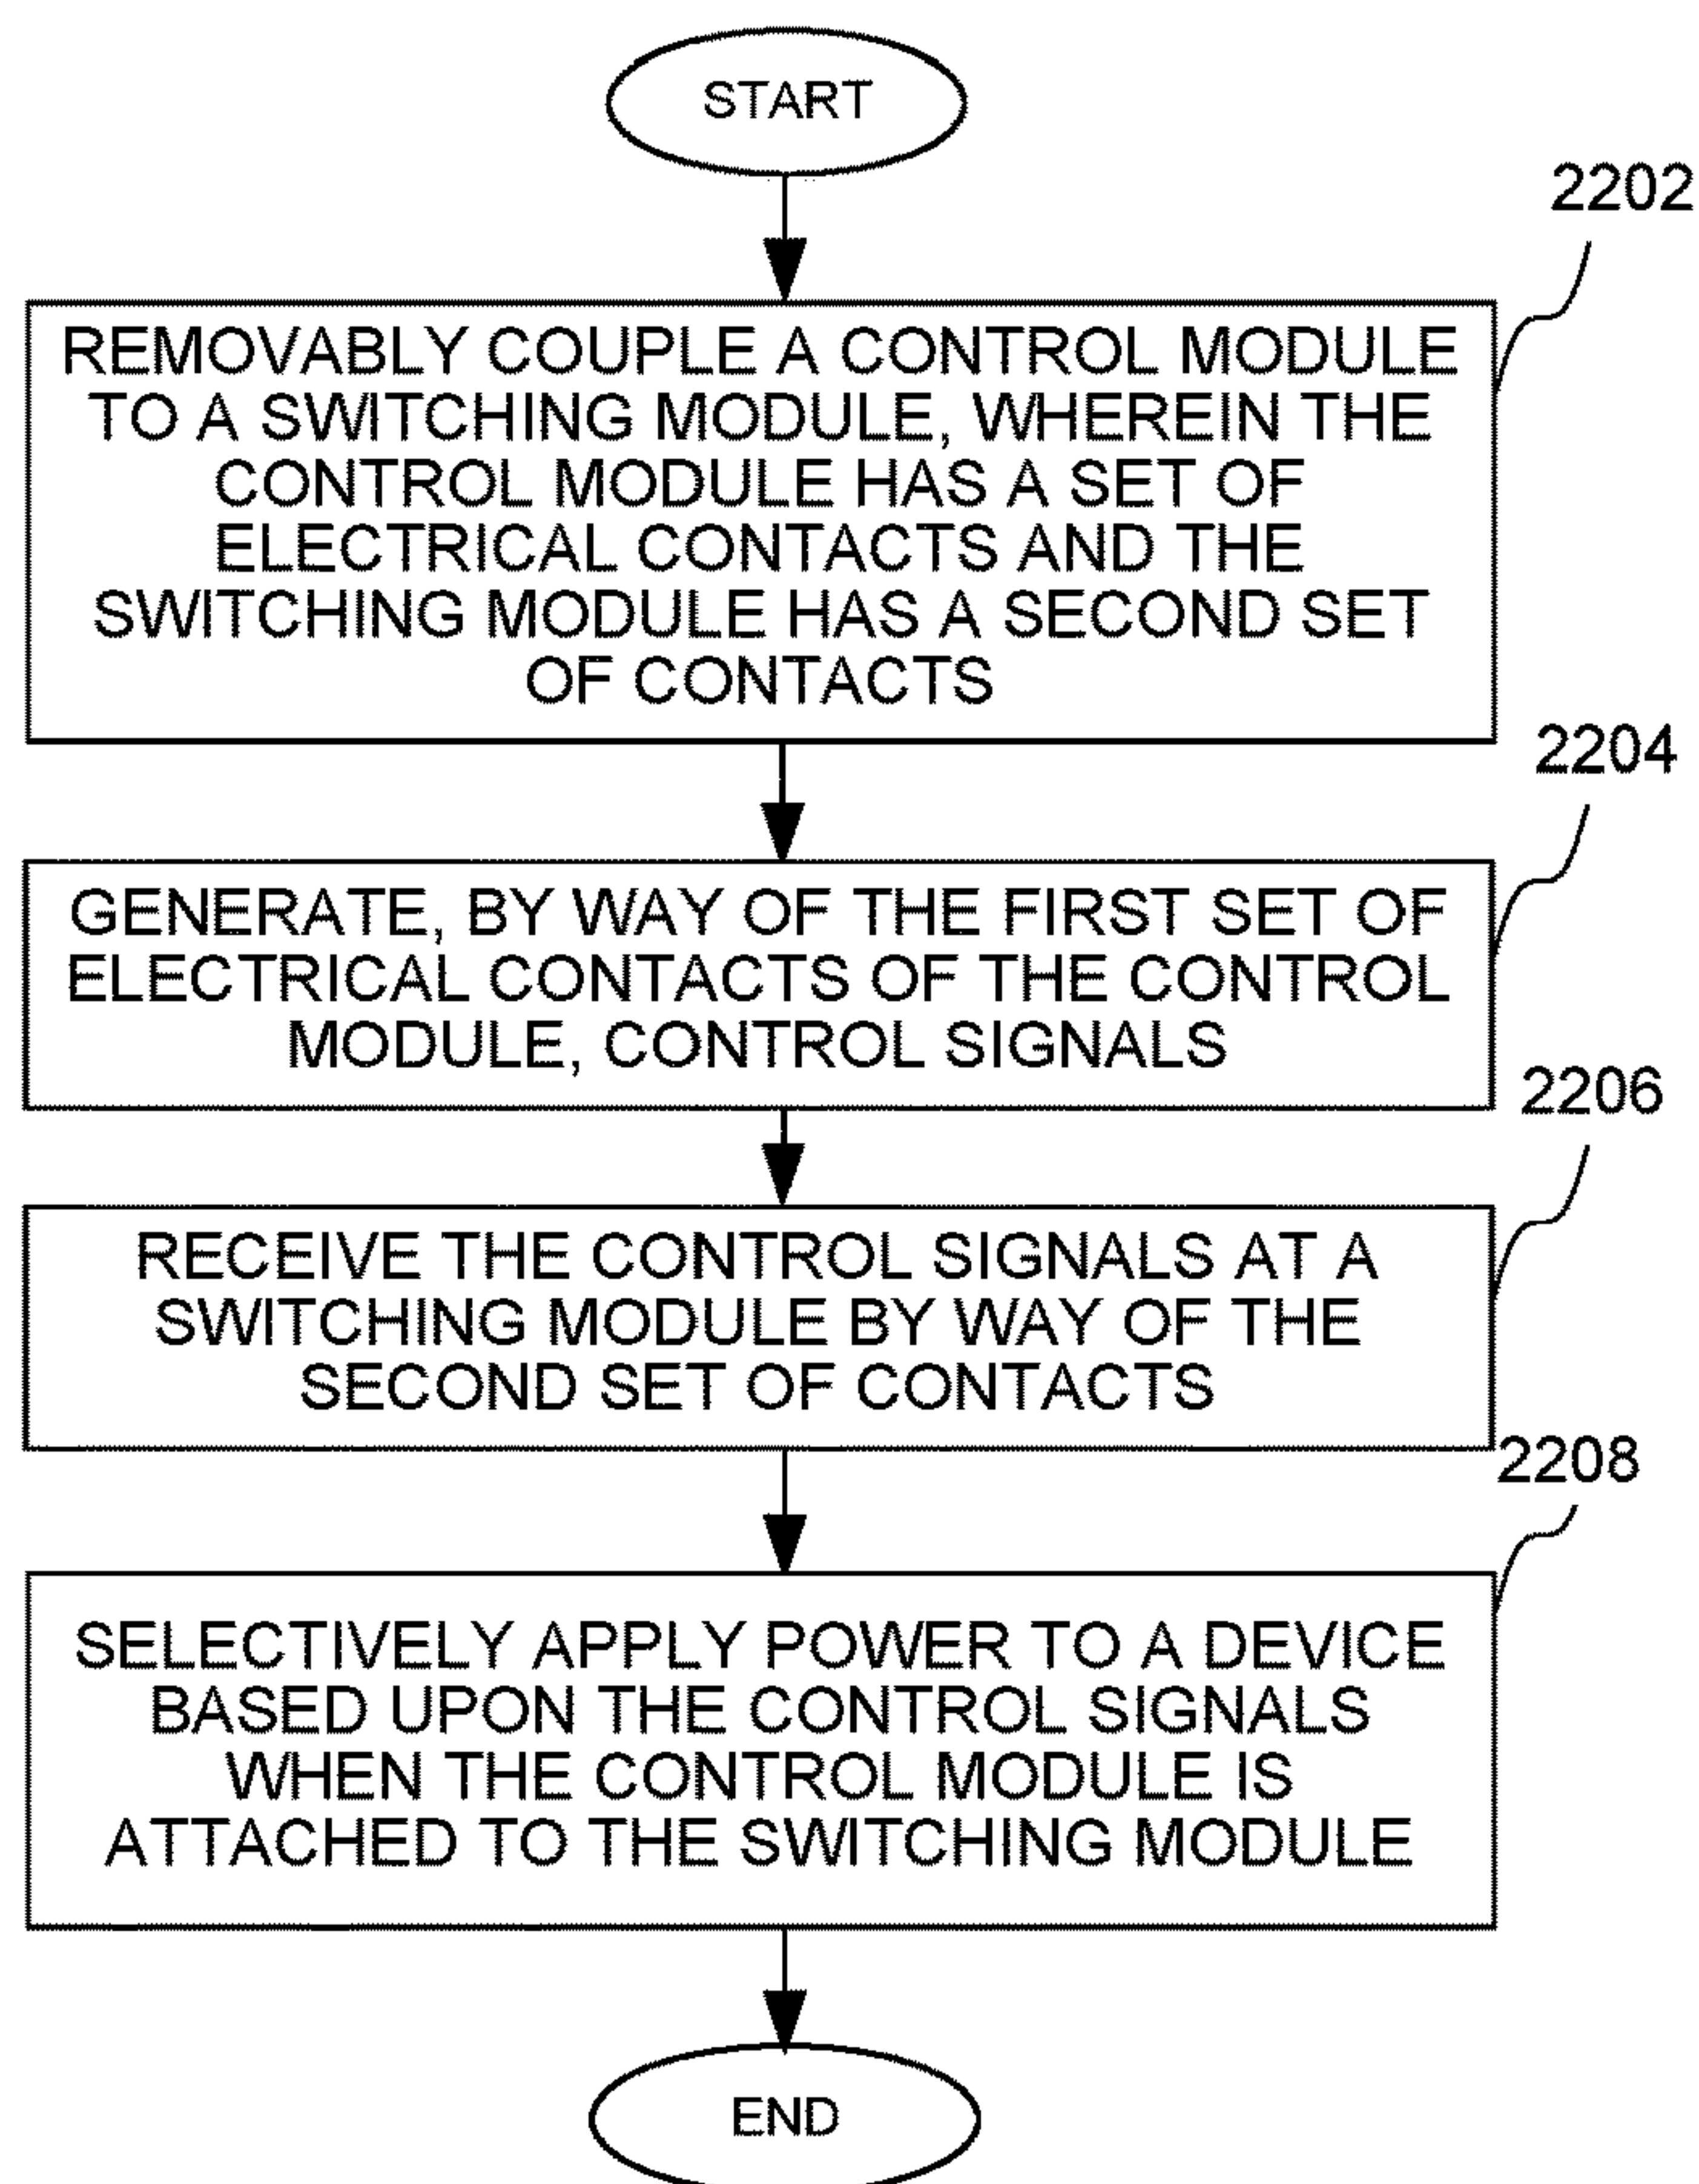 START
2202
REMOVABLY COUPLE A CONTROL MODULE
TO A SWITCHING MODULE, WHEREIN THE
CONTROL MODULE HAS A SET OF
ELECTRICAL CONTACTS AND THE
SWITCHING MODULE HAS A SECOND SET
OF CONTACTS
2204
GENERATE, BY WAY OF THE FIRST SET OF
ELECTRICAL CONTACTS OF THE CONTROL
MODULE, CONTROL SIGNALS
2206
RECEIVE THE CONTROL SIGNALS AT A
SWITCHING MODULE BY WAY OF THE
SECOND SET OF CONTACTS
2208
SELECTIVELY APPLY POWER TO A DEVICE
BASED UPON THE CONTROL SIGNALS
WHEN THE CONTROL MODULE IS
ATTACHED TO THE SWITCHING MODULE
END